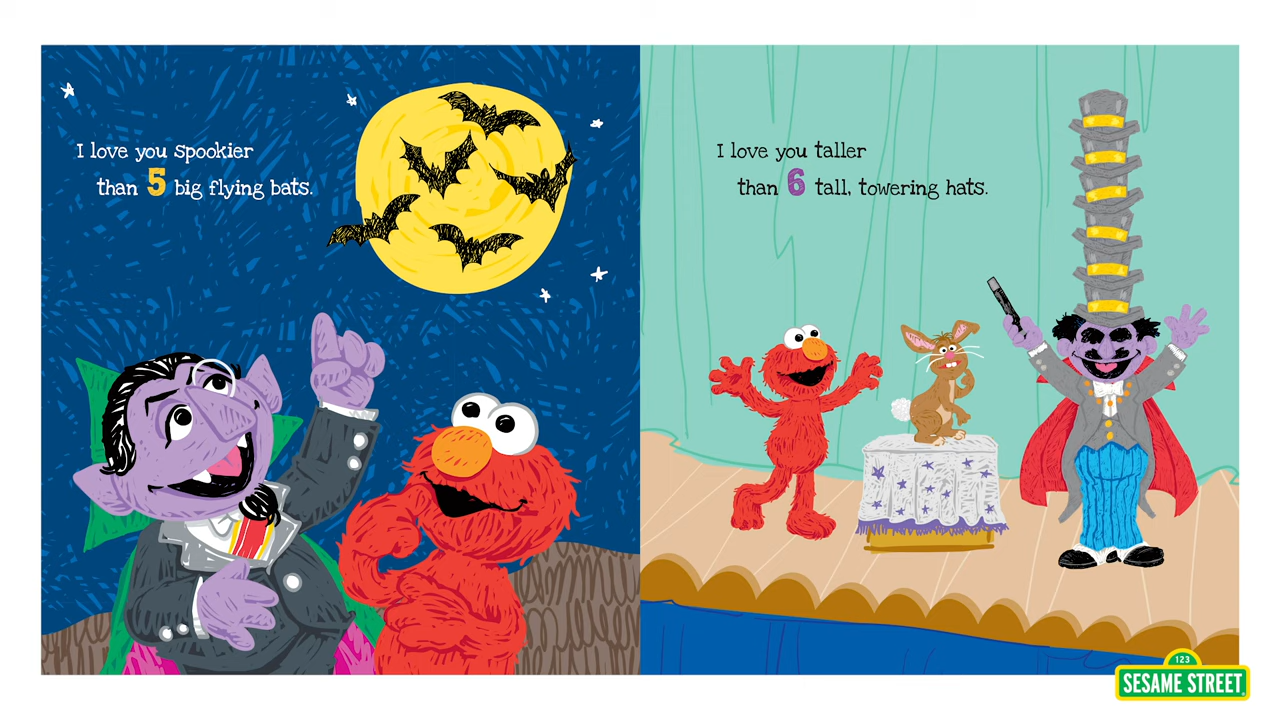 I love you spookier
than 5 big flying bats.
I love you taller
than 6 tall, towering hats.
123
SESAME STREET